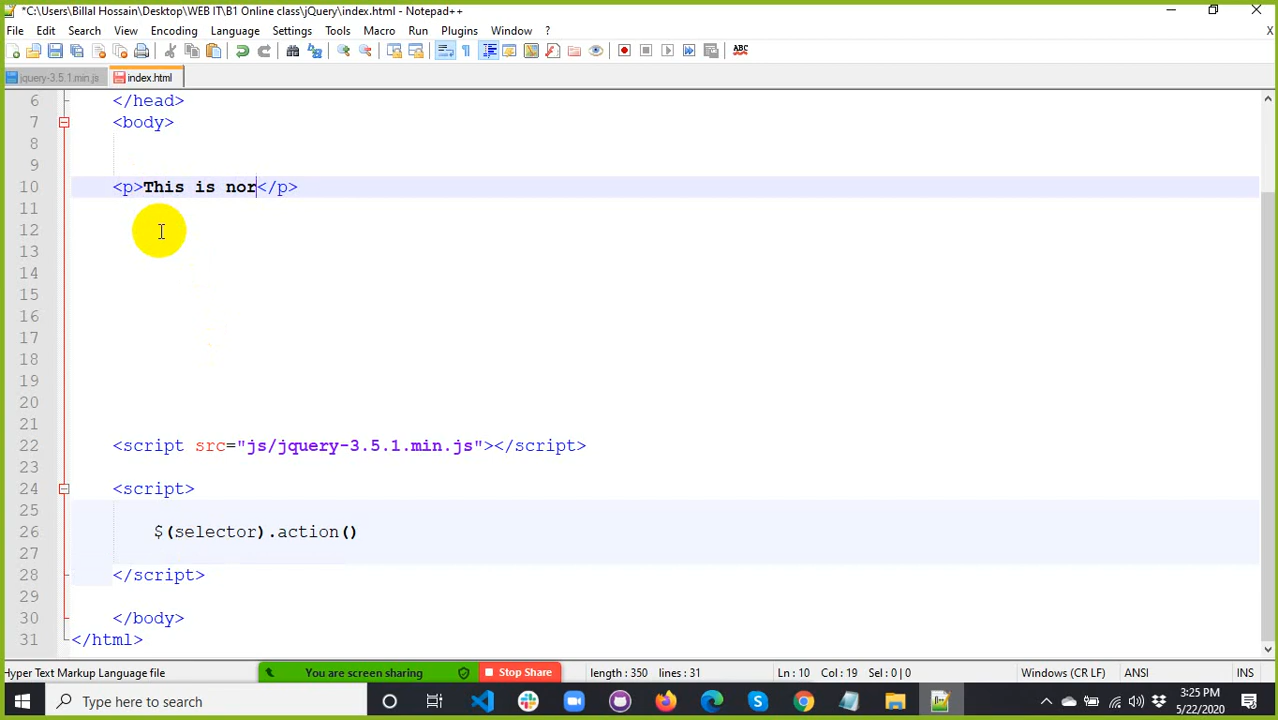 *C:\Users\Billal Hossain\Desktop\WEB IT\B1 Online class\jQuery\index.html - Notepad++
File Edit Search View Encoding Language Settings Tools Macro Run Plugins Window ? X
ABC
jquery-3.5.1.min.js index.html
6 </head>
7 <body>
8
9
10 <p>This is nor</p>
11
12
13
14
15
16
17
18
19
20
21
22 <script src="js/jquery-3.5.1.min.js"></script>
23
24 <script>
25
26 $(selector).action()
27
28 </script>
29
30 </body>
31 </html>
Hyper Text Markup Language file You are screen sharing Stop Share length : 350 lines : 31 Ln : 10 Col : 19 Sel : 0 | 0 Windows (CR LF) ANSI INS
Type here to search 3:25 PM
5/22/2020